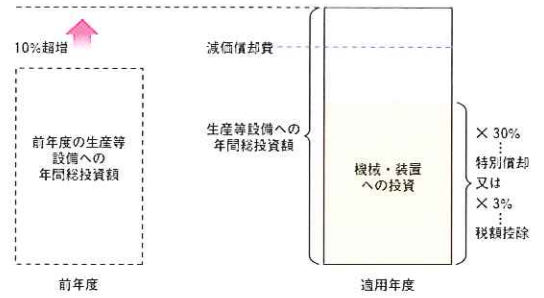 10%超増
前年度の生産等
設備への
年間総投資額
前年度
減価償却費
生産等設備への
年間総投資額
機械・装置
への投資
適用年度
× 30%
特別償却
又は
× 3%
税額控除